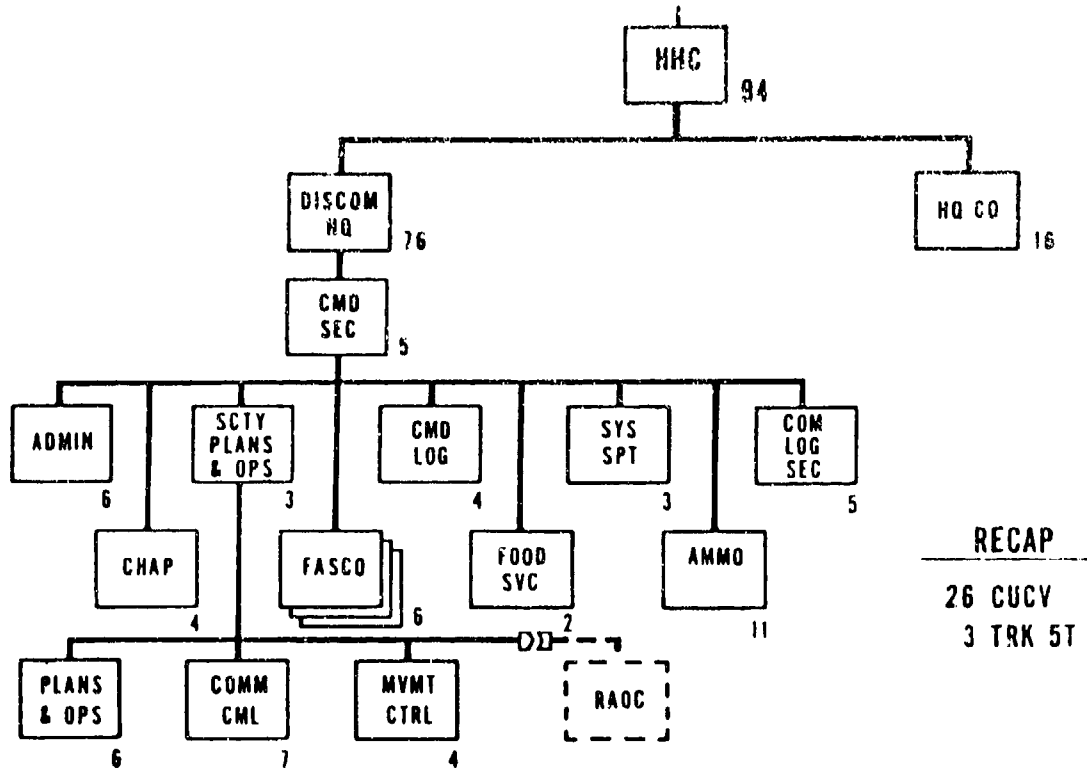 HHC
94
DISCOM
HQ
76
HQ CO
16
CMD
SEC
5
ADMIN
6
SCTY
PLANS
& OPS
3
CMD
LOG
4
SYS
SPT
3
COM
LOG
SEC
5
CHAP
4
FASCO
6
FOOD
SVC
2
AMMO
11
RECAP
26 CUCV
3 TRK 5T
PLANS
& OPS
6
COMM
CML
7
MVMT
CTRL
4
RAOC